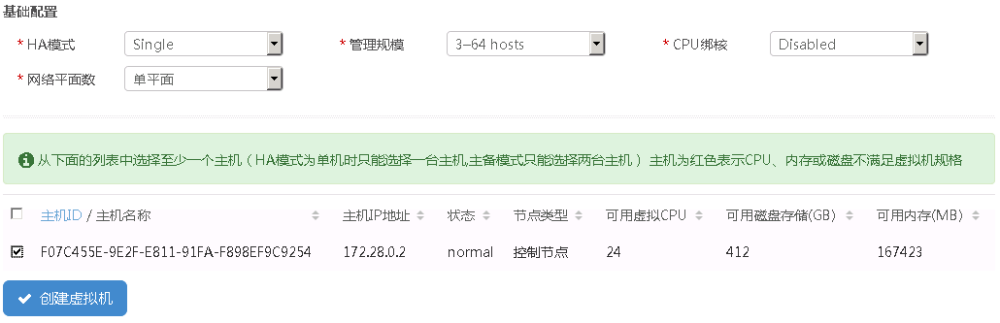 基础配置
* HA模式 Single * 管理规模 3-64 hosts * CPU绑核 Disabled
* 网络平面数 单平面
从下面的列表中选择至少一个主机（HA模式为单机时只能选择一台主机,主备模式只能选择两台主机） 主机为红色表示CPU、内存或磁盘不满足虚拟机规格
主机ID / 主机名称 主机IP地址 状态 节点类型 可用虚拟CPU 可用磁盘存储(GB) 可用内存(MB)
F07C455E-9E2F-E811-91FA-F898EF9C9254 172.28.0.2 normal 控制节点 24 412 167423
创建虚拟机